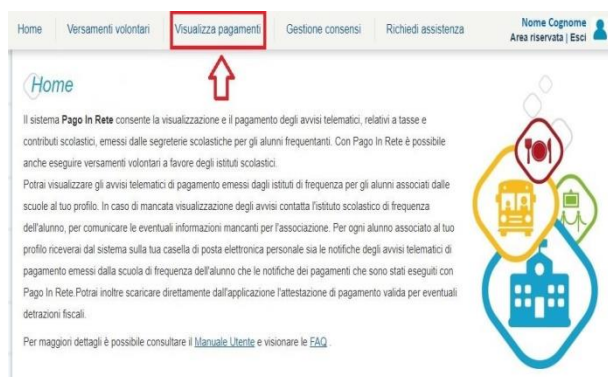 Home Versamenti volontari Visualizza pagamenti Gestione consensi Richiedi assistenza Nome Cognome
Area riservata | Esci
Home
Il sistema Pago In Rete consente la visualizzazione e il pagamento degli avvisi telematici, relativi a tasse e
contributi scolastici, emessi dalle segreterie scolastiche per gli alunni frequentanti. Con Pago In Rete è possibile
anche eseguire versamenti volontari a favore degli istituti scolastici.
Potrai visualizzare gli avvisi telematici di pagamento emessi dagli istituti di frequenza per gli alunni associati dalle
scuole al tuo profilo. In caso di mancata visualizzazione degli avvisi contatta l'istituto scolastico di frequenza
dell'alunno, per comunicare le eventuali informazioni mancanti per l'associazione. Per ogni alunno associato al tuo
profilo riceverai dal sistema sulla tua casella di posta elettronica personale sia le notifiche degli avvisi telematici di
pagamento emessi dalla scuola di frequenza dell'alunno che le notifiche dei pagamenti che sono stati eseguiti con
Pago In Rete.Potrai inoltre scaricare direttamente dall'applicazione l'attestazione di pagamento valida per eventuali
detrazioni fiscali.
Per maggiori dettagli è possibile consultare il Manuale Utente e visionare le FAQ .